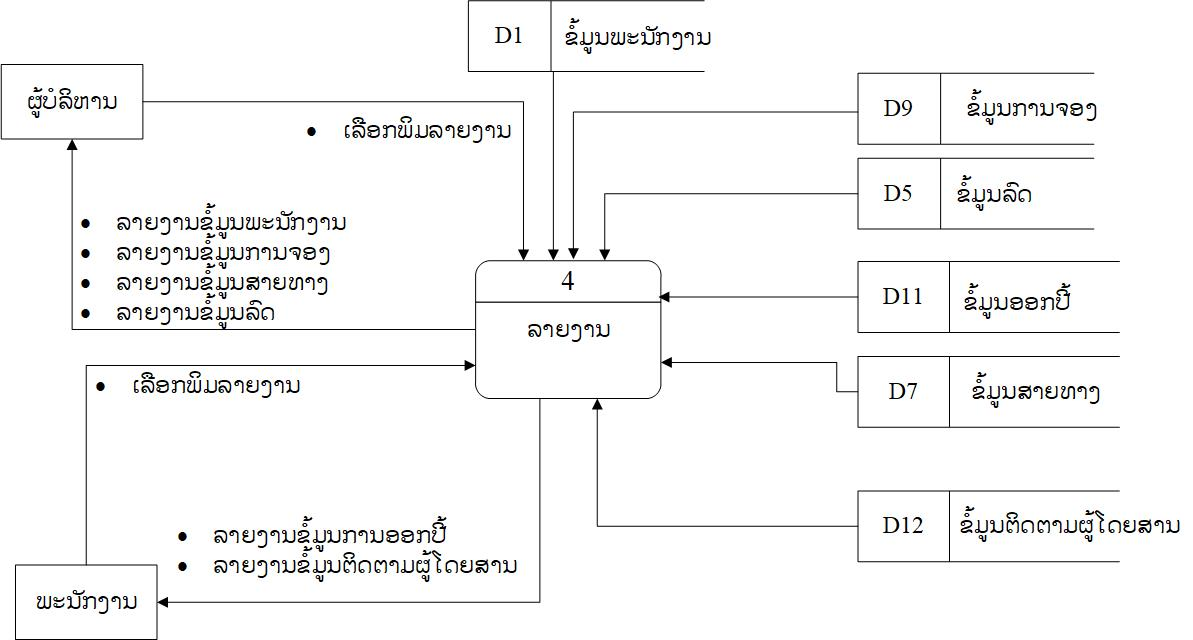 D1
ຂໍ້ມູນພະນັກງານ
ຜູ້ບໍລິຫານ
D9
ຂໍ້ມູນການຈອງ
• ເລືອກພິມລາຍງານ
D5
ຂໍ້ມູນລົດ
• ລາຍງານຂໍ້ມູນພະນັກງານ
• ລາຍງານຂໍ້ມູນການຈອງ
• ລາຍງານຂໍ້ມູນສາຍທາງ
• ລາຍງານຂໍ້ມູນລົດ
4
ລາຍງານ
D11
ຂໍ້ມູນອອກປີ້
• ເລືອກພິມລາຍງານ
D7
ຂໍ້ມູນສາຍທາງ
• ລາຍງານຂໍ້ມູນການອອກປີ້
• ລາຍງານຂໍ້ມູນຕິດຕາມຜູ້ໂດຍສານ
D12
ຂໍ້ມູນຕິດຕາມຜູ້ໂດຍສານ
ພະນັກງານ